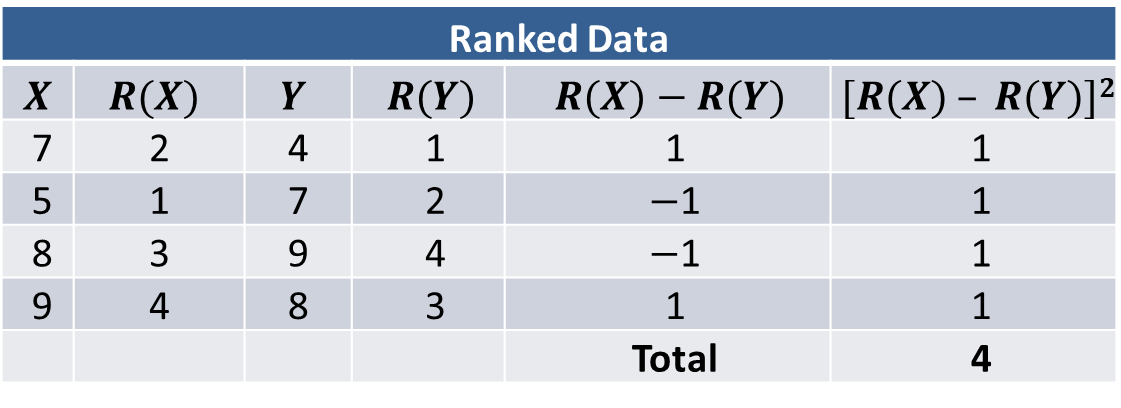 Ranked Data
X R(X) Y R(Y) R(X) − R(Y) [R(X) – R(Y)]²
7 2 4 1 1 1
5 1 7 2 −1 1
8 3 9 4 −1 1
9 4 8 3 1 1
Total 4